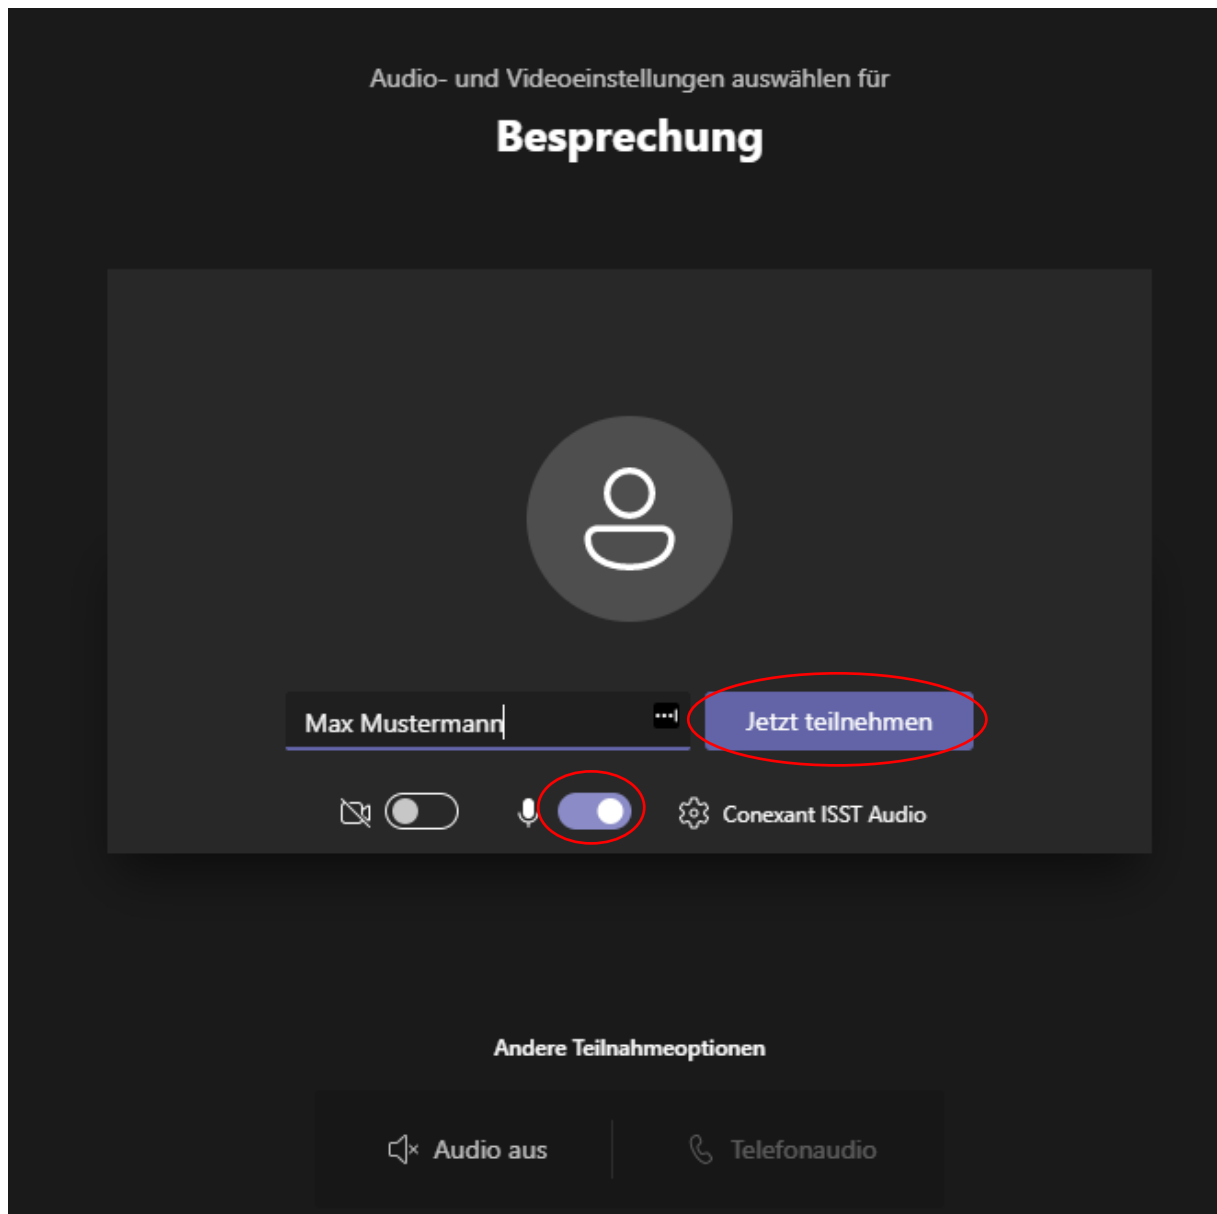 Audio- und Videoeinstellungen auswählen für
Besprechung
Max Mustermann
Jetzt teilnehmen
Conexant ISST Audio
Andere Teilnahmeoptionen
Audio aus
Telefonaudio